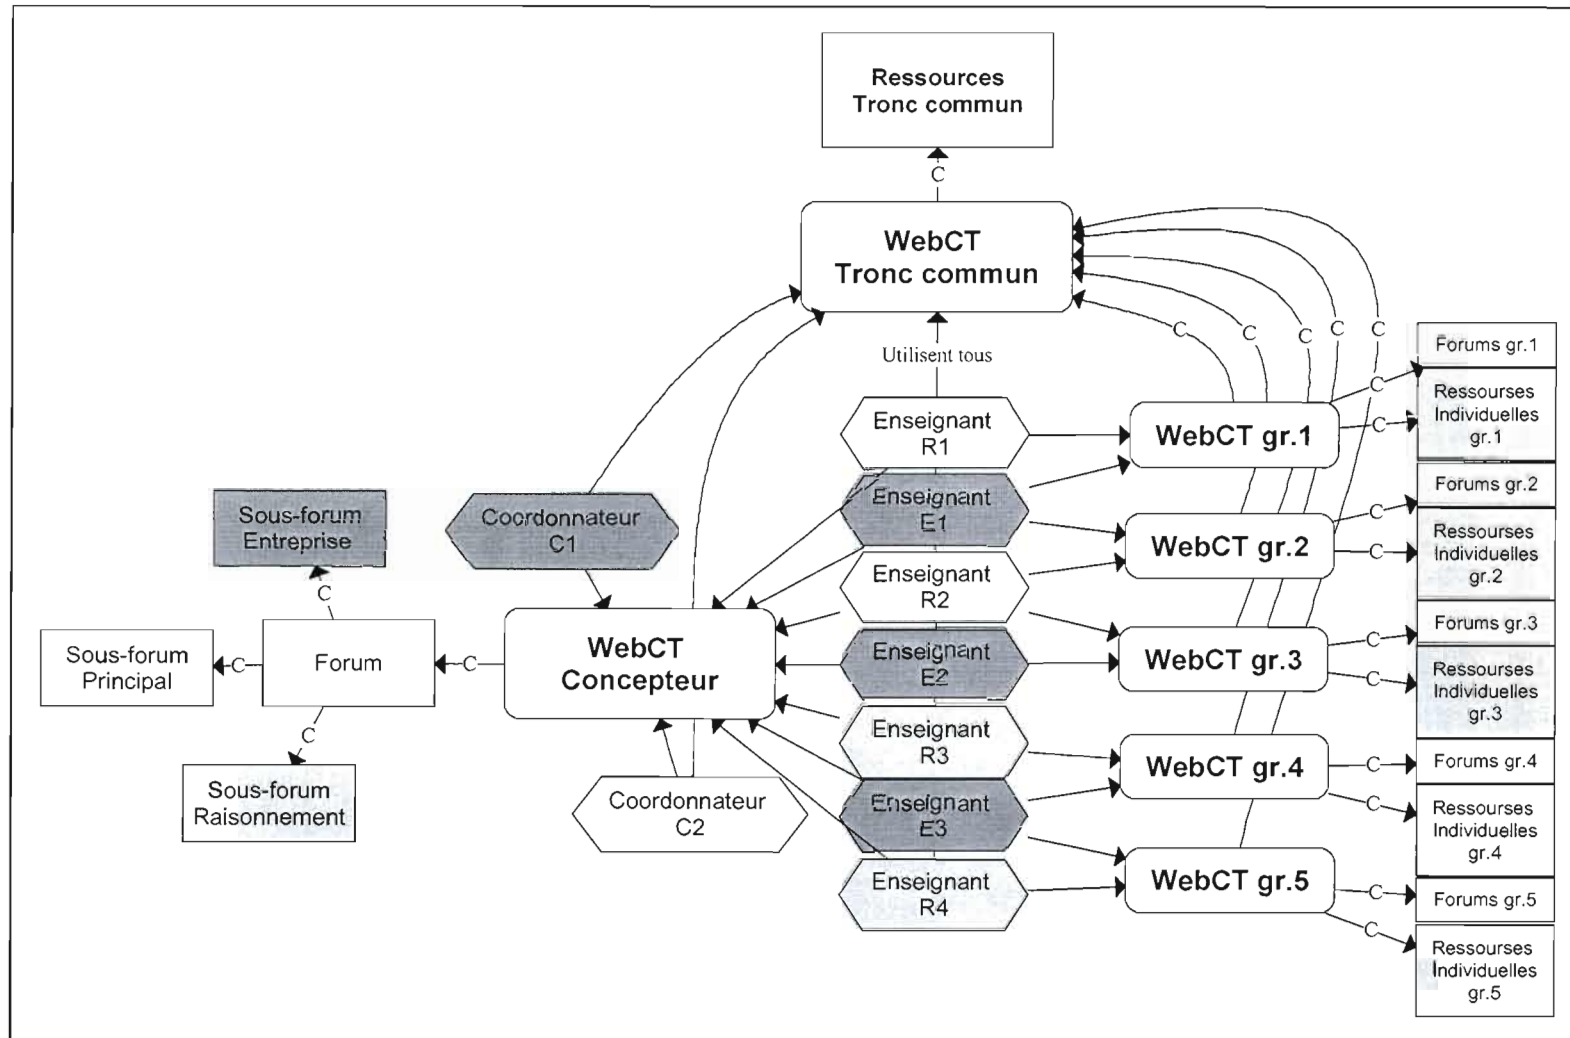 Ressources
Tronc commun
C
WebCT
Tronc commun
C
C
C
C
C
Utilisent tous
Enseignant
R1
Enseignant
E1
Enseignant
R2
Enseignant
E2
Enseignant
R3
Enseignant
E3
Enseignant
R4
Coordonnateur
C1
Coordonnateur
C2
WebCT
Concepteur
C
Forum
C
Sous-forum
Entreprise
C
Sous-forum
Principal
C
Sous-forum
Raisonnement
WebCT gr.1
C
Forums gr.1
C
Ressourses
Individuelles
gr.1
WebCT gr.2
C
Forums gr.2
C
Ressourses
Individuelles
gr.2
WebCT gr.3
C
Forums gr.3
C
Ressourses
Individuelles
gr.3
WebCT gr.4
C
Forums gr.4
C
Ressourses
Individuelles
gr.4
WebCT gr.5
C
Forums gr.5
C
Ressourses
Individuelles
gr.5